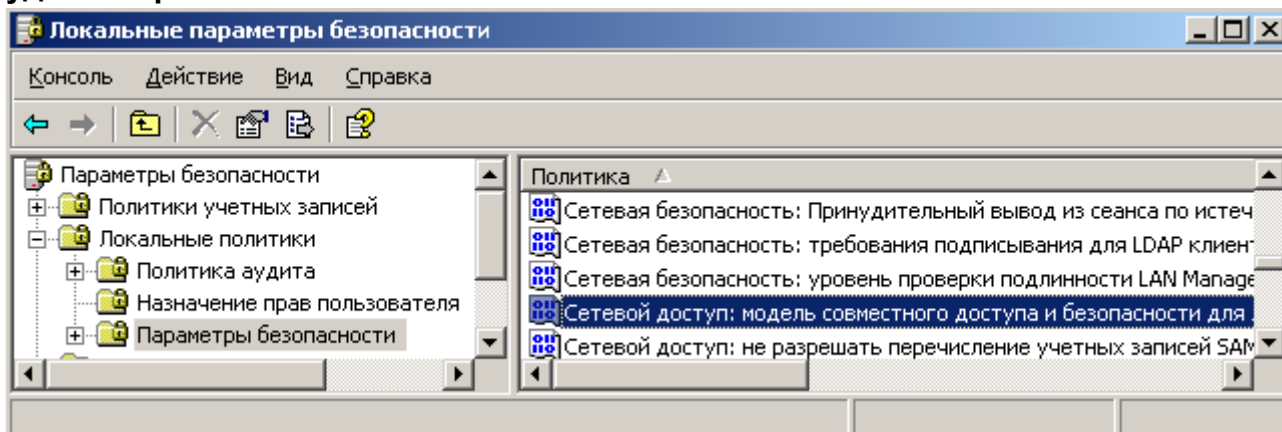 Локальные параметры безопасности
Консоль Действие Вид Справка
Параметры безопасности
Политики учетных записей
Локальные политики
Политика аудита
Назначение прав пользователя
Параметры безопасности
Политика
Сетевая безопасность: Принудительный вывод из сеанса по истеч
Сетевая безопасность: требования подписывания для LDAP клиент
Сетевая безопасность: уровень проверки подлинности LAN Manage
Сетевой доступ: модель совместного доступа и безопасности для
Сетевой доступ: не разрешать перечисление учетных записей SAM